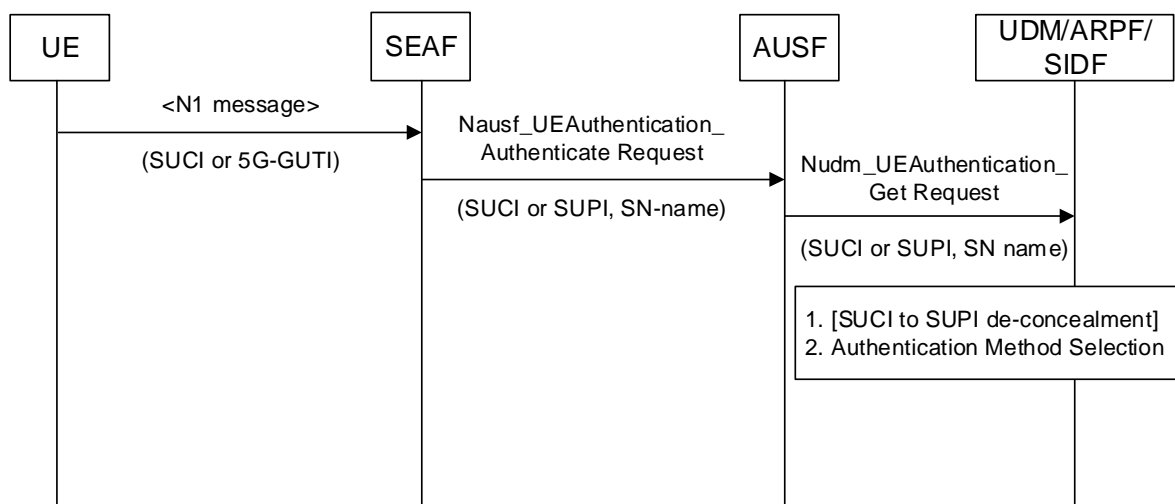 UE
SEAF
AUSF
UDM/ARPF/
SIDF
<N1 message>
(SUCI or 5G-GUTI)
Nausf_UEAuthentication_
Authenticate Request
(SUCI or SUPI, SN-name)
Nudm_UEAuthentication_
Get Request
(SUCI or SUPI, SN name)
1. [SUCI to SUPI de-concealment]
2. Authentication Method Selection